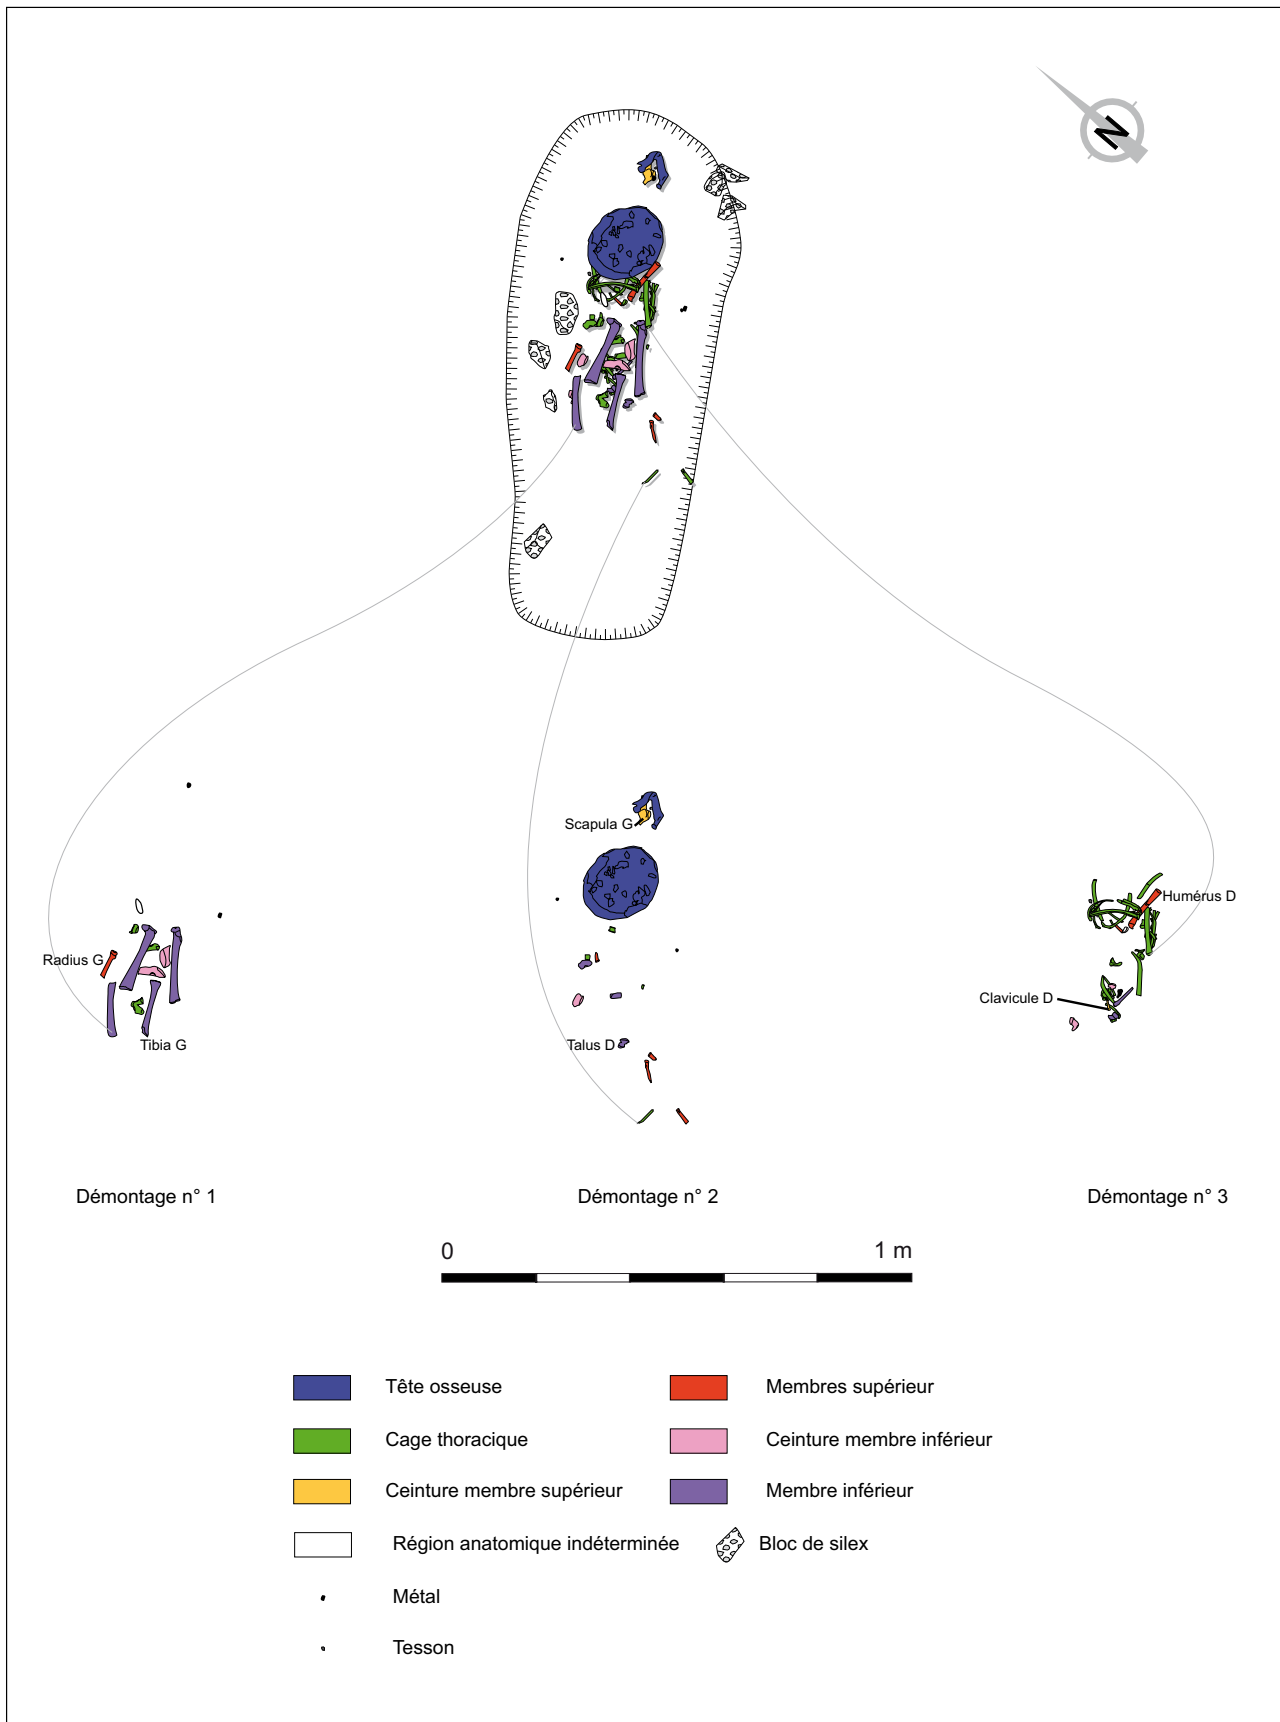 N
Scapula G
Humérus D
Radius G
Clavicule D
Tibia G
Talus D
Démontage n° 1
Démontage n° 2
Démontage n° 3
0
1 m
Tête osseuse
Membres supérieur
Cage thoracique
Ceinture membre inférieur
Ceinture membre supérieur
Membre inférieur
Région anatomique indéterminée
Bloc de silex
Métal
Tesson